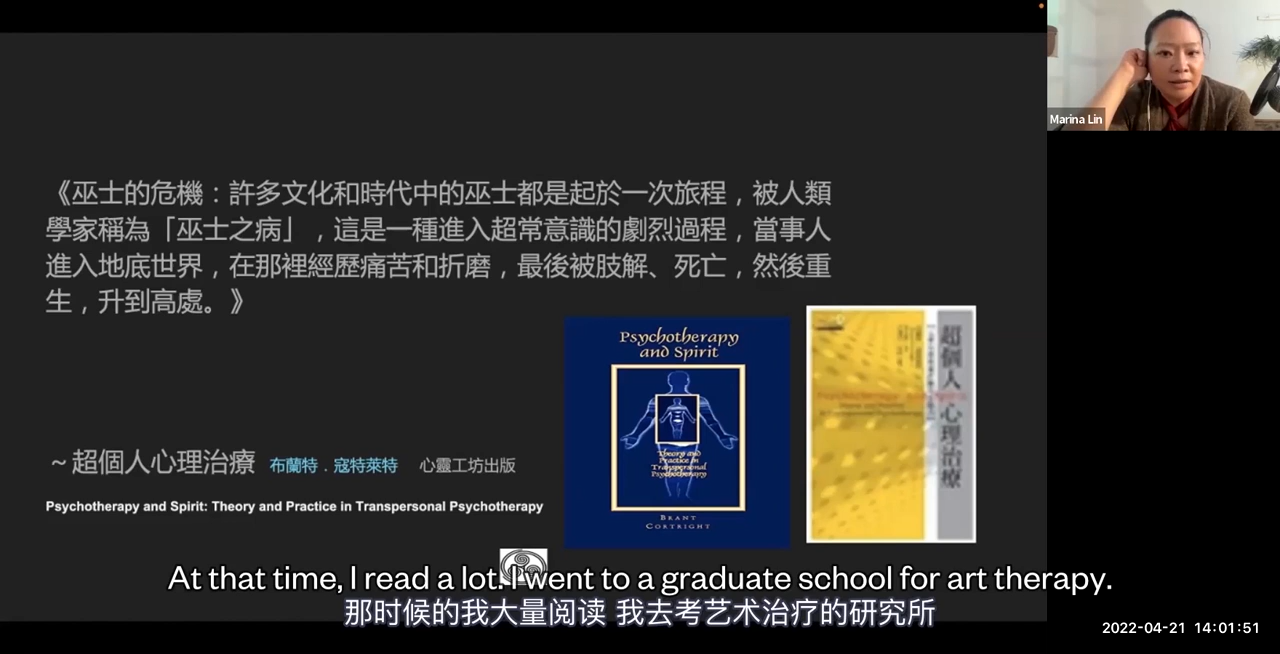 Marina Lin
《巫士的危機：許多文化和時代中的巫士都是起於一次旅程，被人類
學家稱為「巫士之病」，這是一種進入超常意識的劇烈過程，當事人
進入地底世界，在那裡經歷痛苦和折磨，最後被肢解、死亡，然後重
生，升到高處。》
Psychotherapy
and Spirit
Theory and
Practice in
Transpersonal
Psychotherapy
BRANT
CORTRIGHT
超個人心理治療
～超個人心理治療 布蘭特．寇特萊特 心靈工坊出版
Psychotherapy and Spirit: Theory and Practice in Transpersonal Psychotherapy
At that time, I read a lot. I went to a graduate school for art therapy.
那时候的我大量阅读 我去考艺术治疗的研究所
2022-04-21 14:01:51